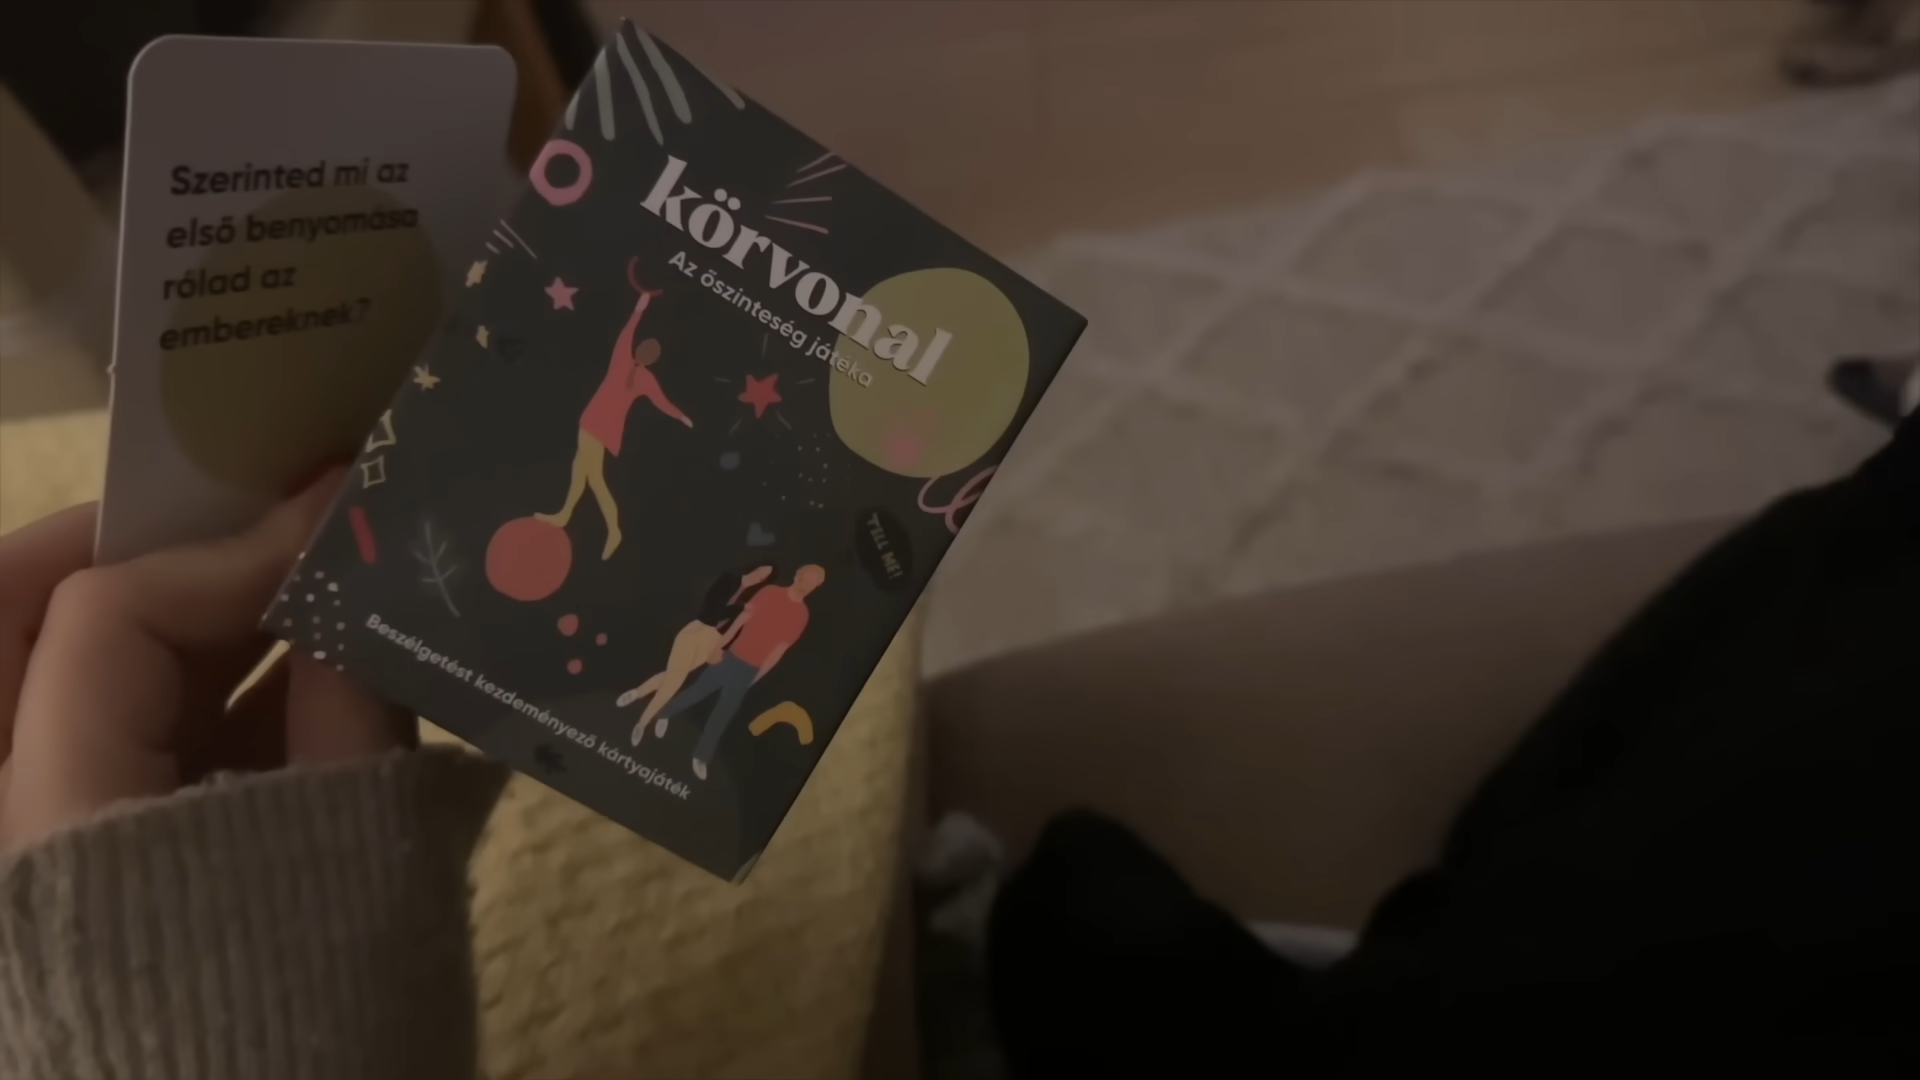 Szerinted mi az
első benyomása
rólad az
embereknek?
körvonal
Az őszinteség játéka
TELL ME!
Beszélgetést kezdeményező kártyajáték